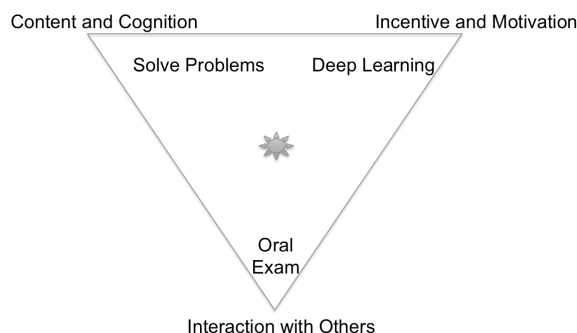 Content and Cognition
Incentive and Motivation
Solve Problems
Deep Learning
Oral
Exam
Interaction with Others